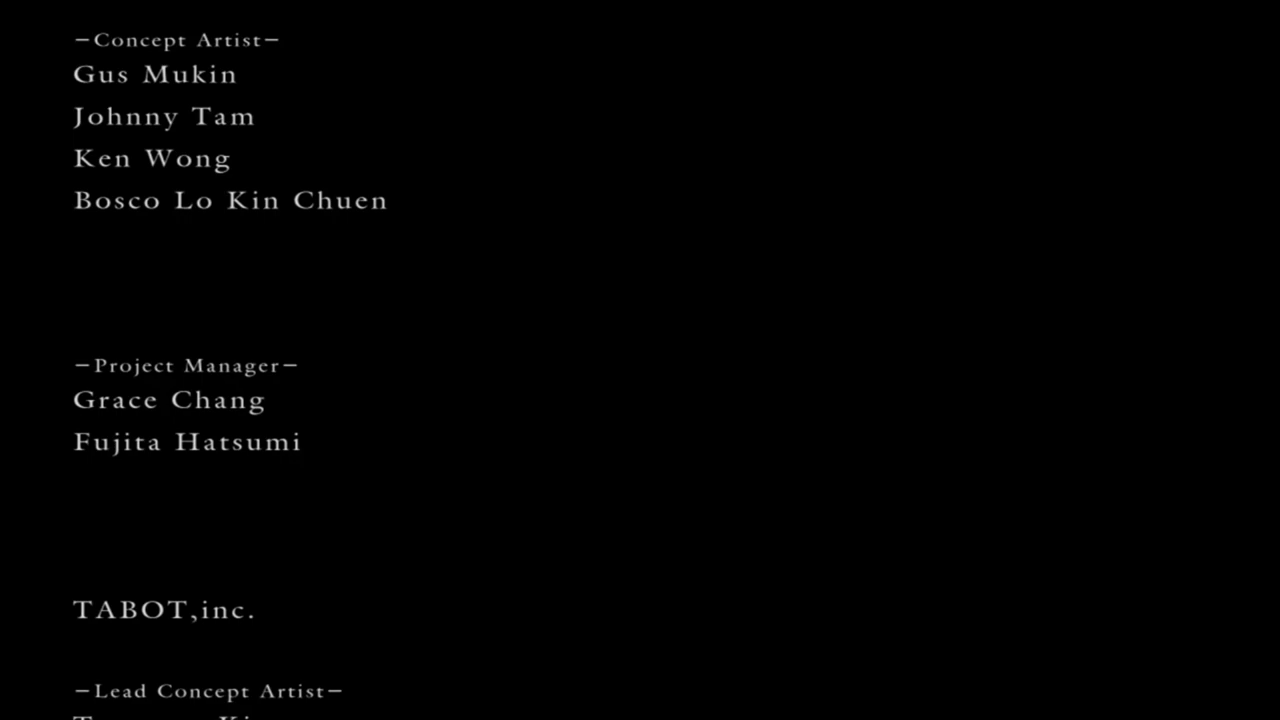 −Concept Artist−
Gus Mukin
Johnny Tam
Ken Wong
Bosco Lo Kin Chuen
−Project Manager−
Grace Chang
Fujita Hatsumi
TABOT,inc.
−Lead Concept Artist−